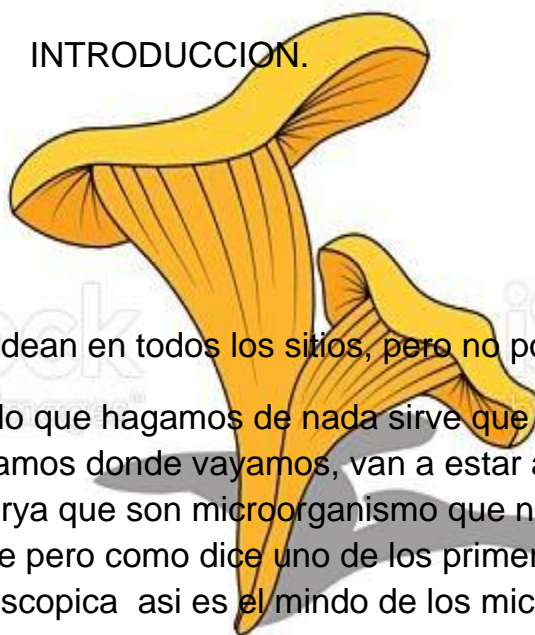 INTRODUCCION.
dean en todos los sitios, pero no po
lo que hagamos de nada sirve que
amos donde vayamos, van a estar a
rya que son microorganismo que n
e pero como dice uno de los primer
scopica asi es el mindo de los mic